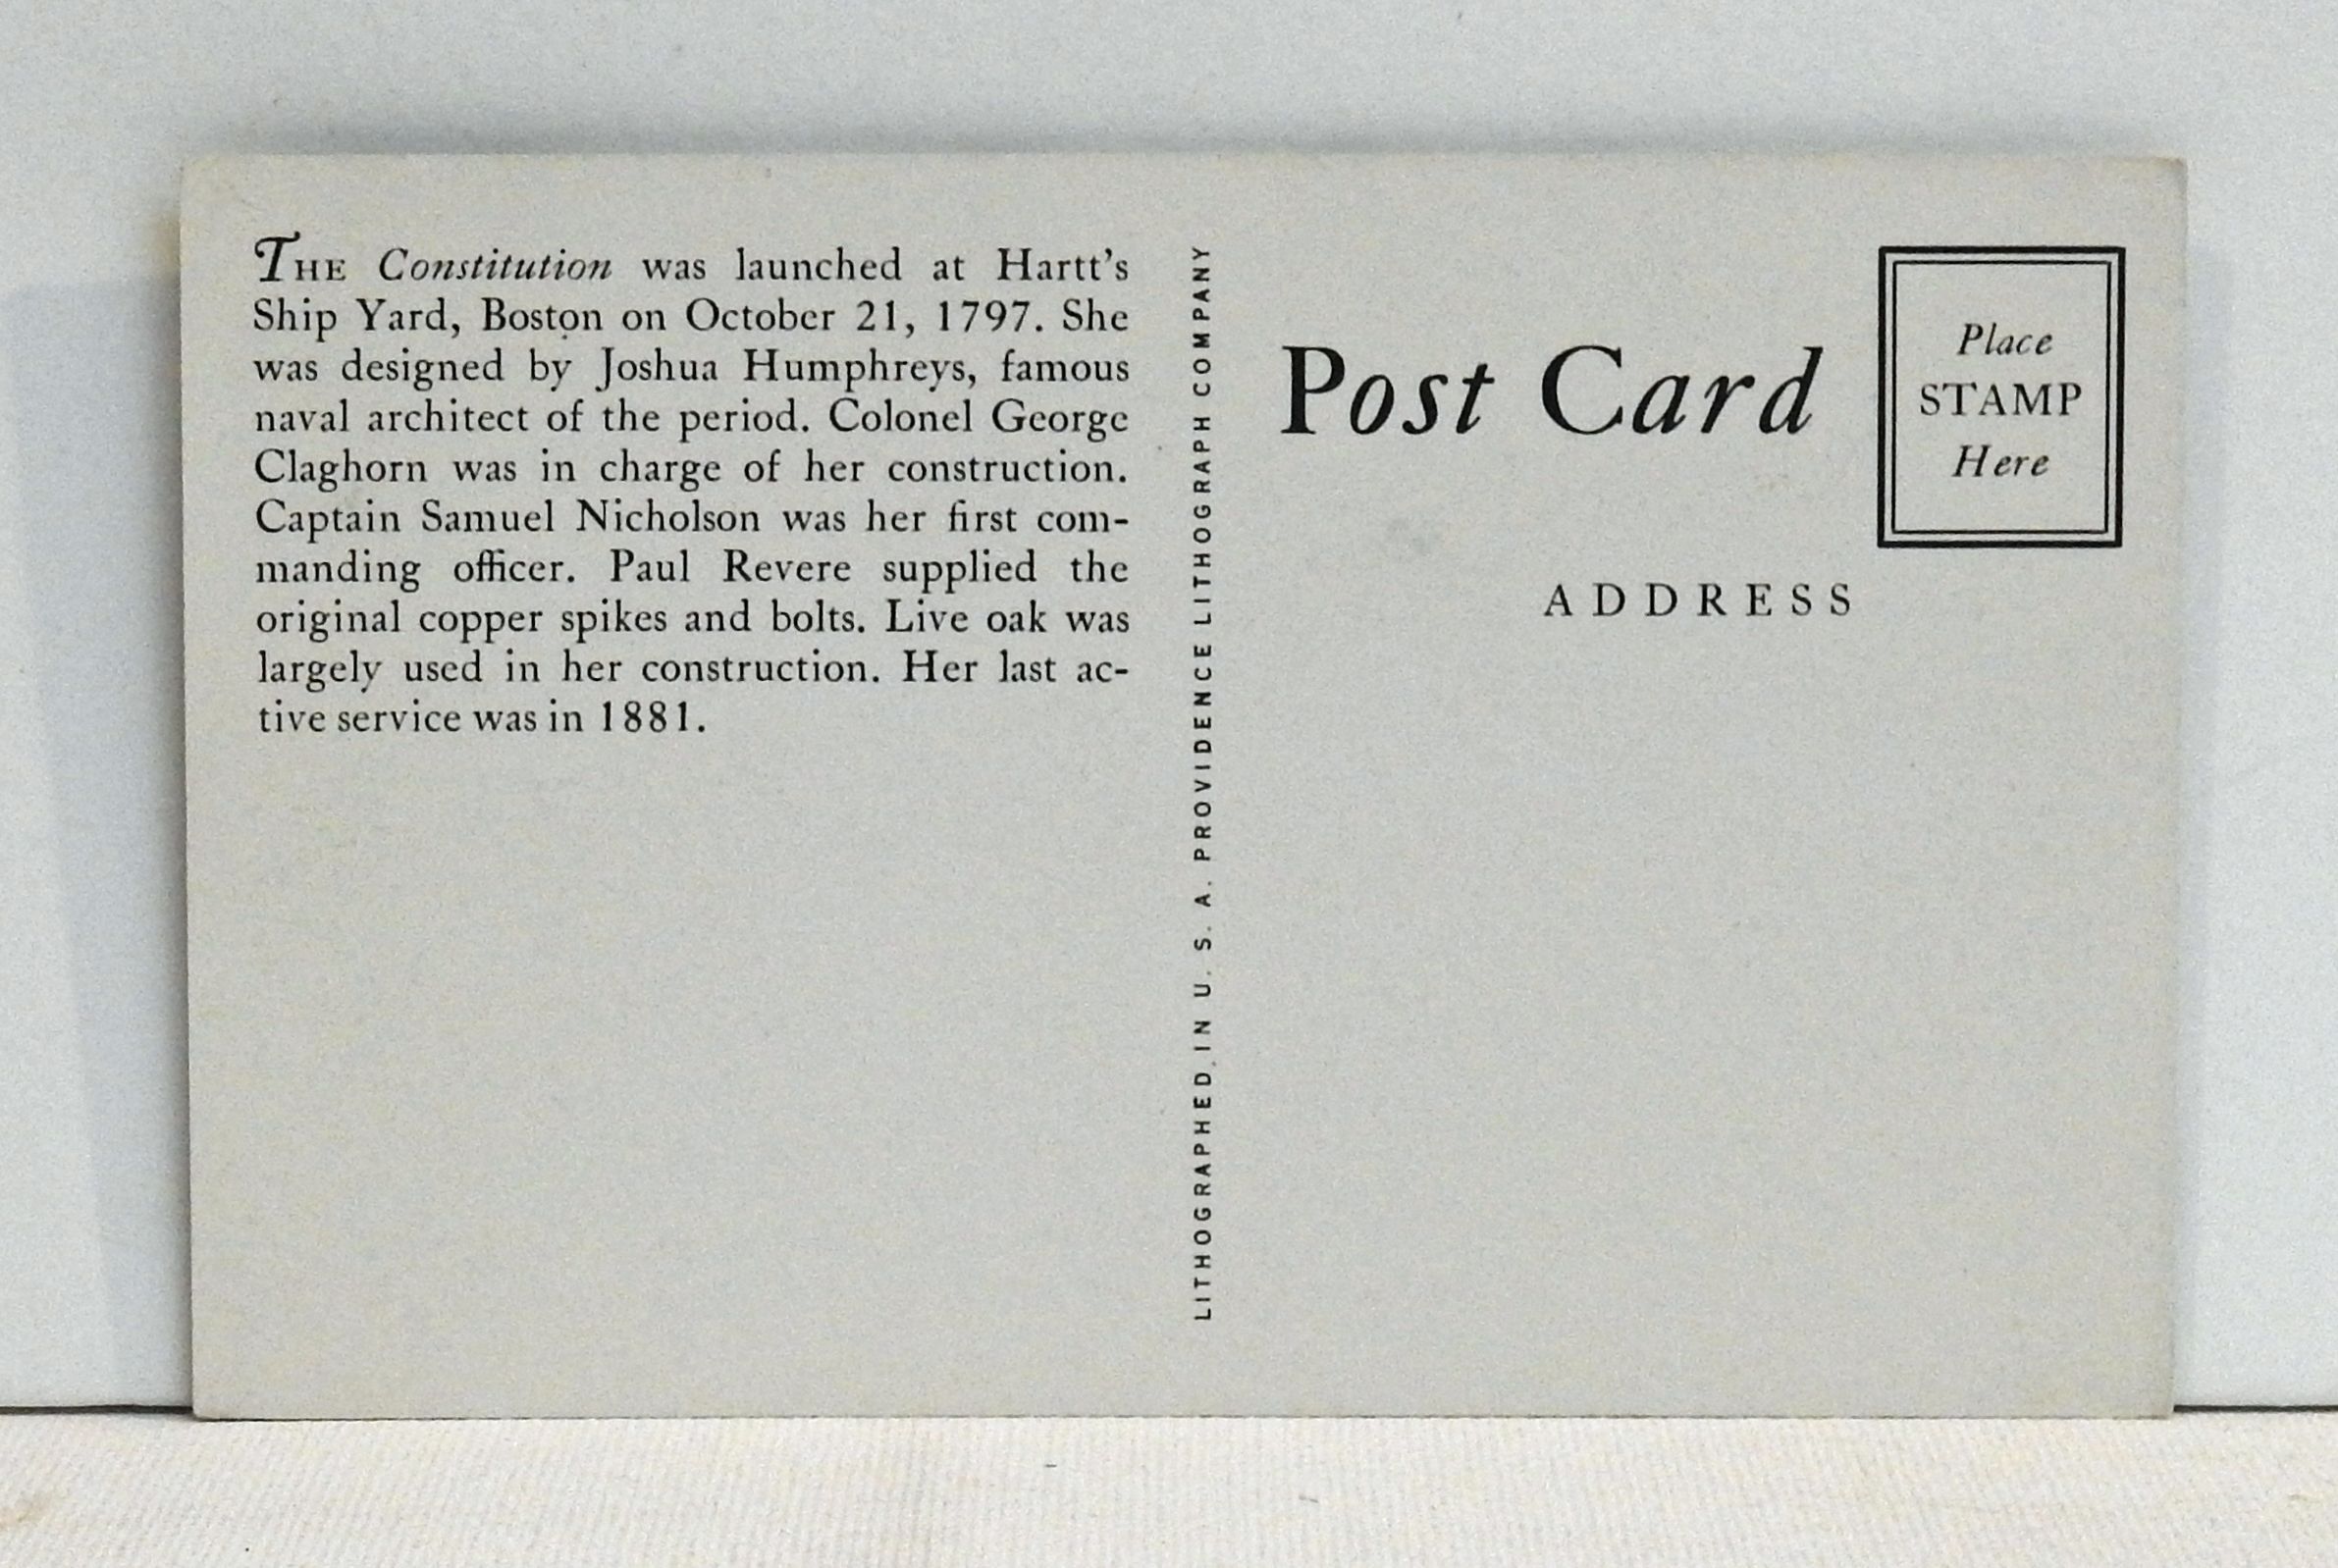 THE Constitution was launched at Hartt's
Ship Yard, Boston on October 21, 1797. She
was designed by Joshua Humphreys, famous
naval architect of the period. Colonel George
Claghorn was in charge of her construction.
Captain Samuel Nicholson was her first com-
manding officer. Paul Revere supplied the
original copper spikes and bolts. Live oak was
largely used in her construction. Her last ac-
tive service was in 1881.
LITHOGRAPHED IN U. S. A. PROVIDENCE LITHOGRAPH COMPANY
Post Card
Place
STAMP
Here
ADDRESS